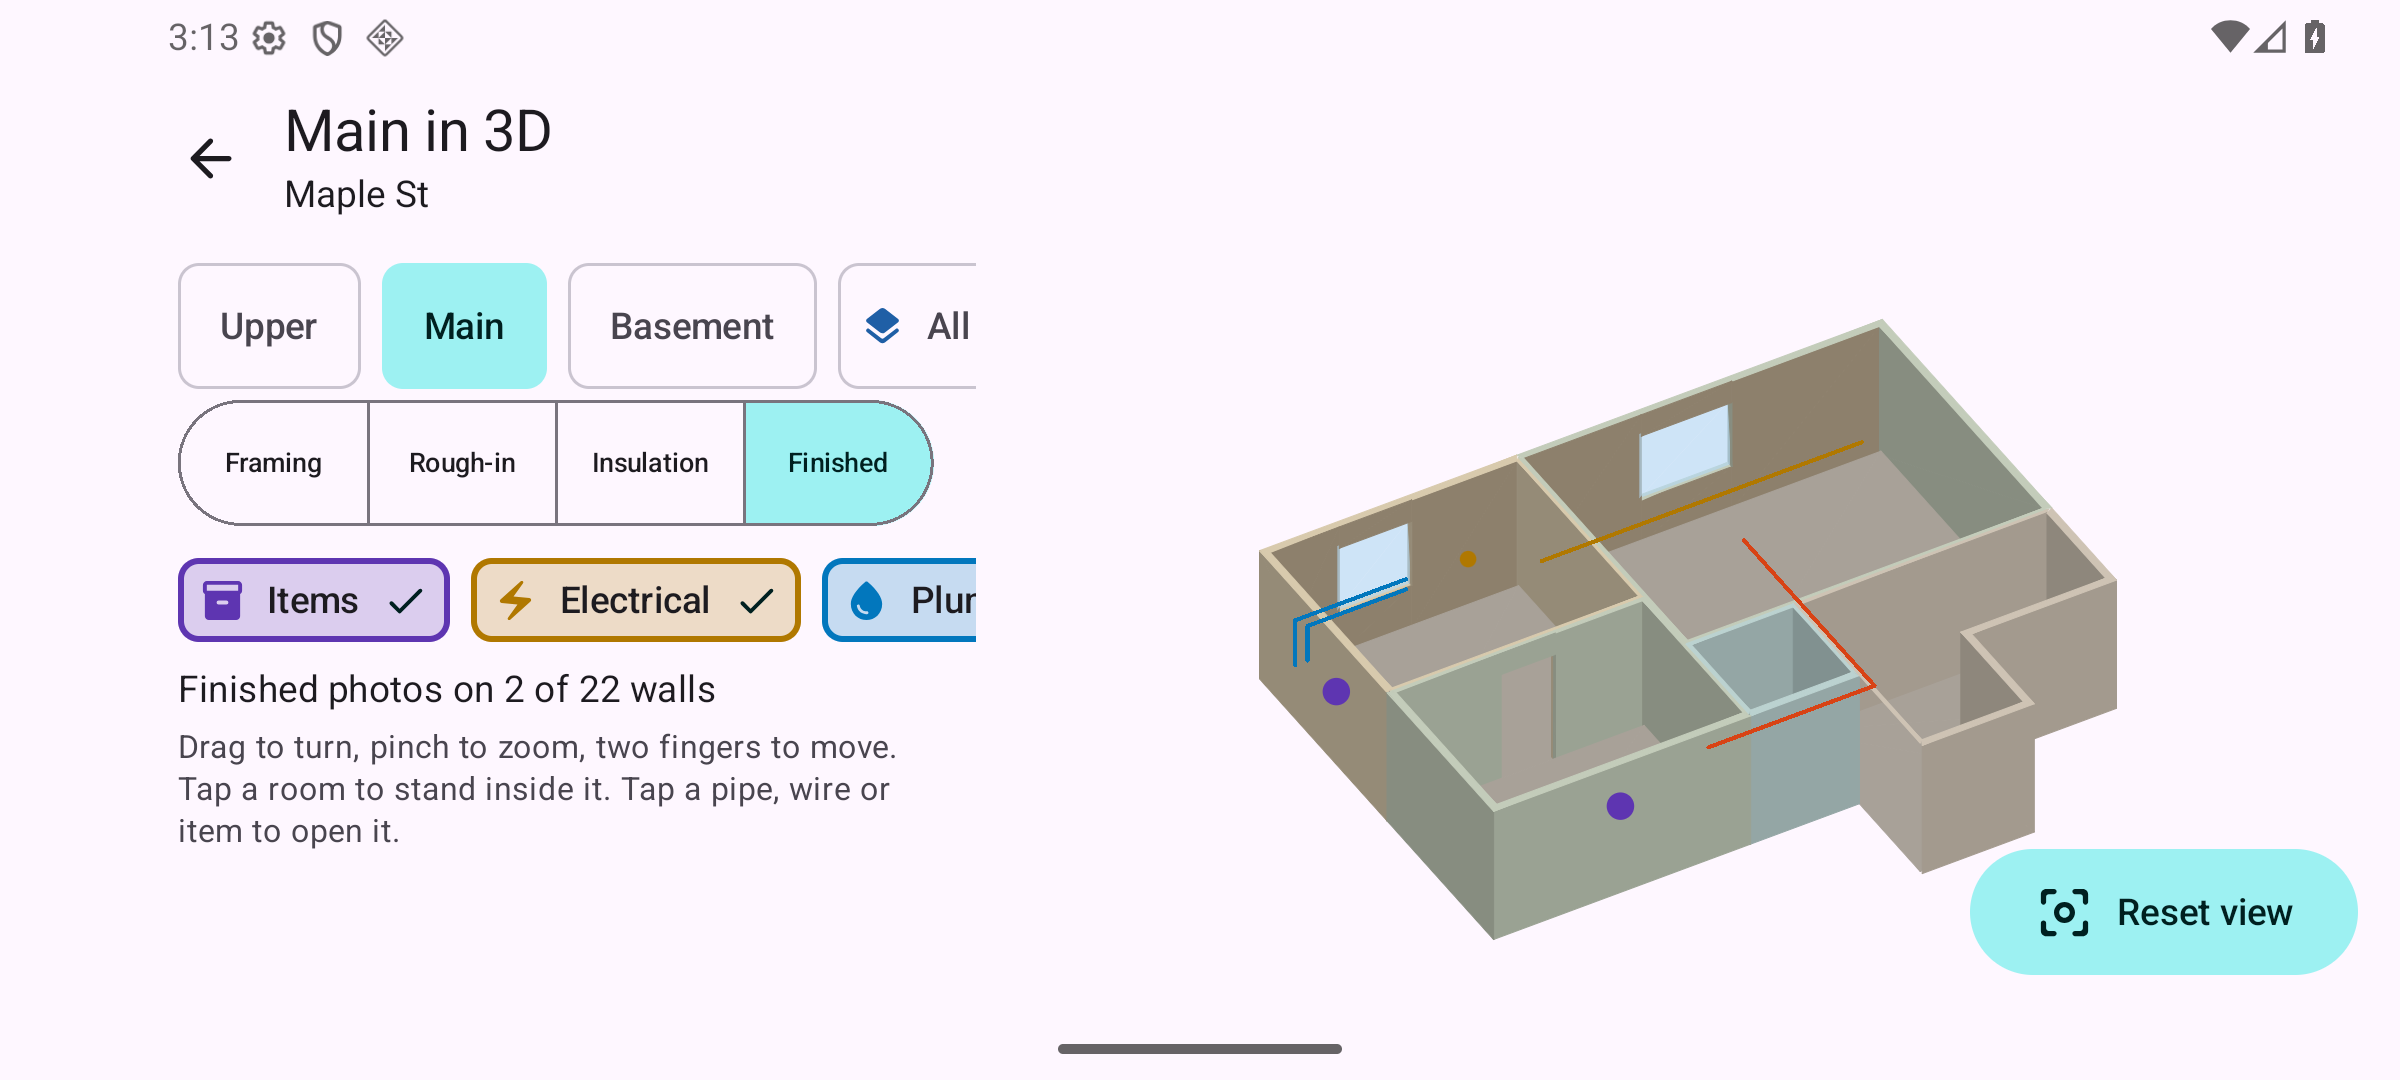 3:13
Main in 3D
Maple St
Upper
Main
Basement
All
Framing
Rough-in
Insulation
Finished
Items
Electrical
Plur
Finished photos on 2 of 22 walls
Drag to turn, pinch to zoom, two fingers to move.
Tap a room to stand inside it. Tap a pipe, wire or
item to open it.
Reset view